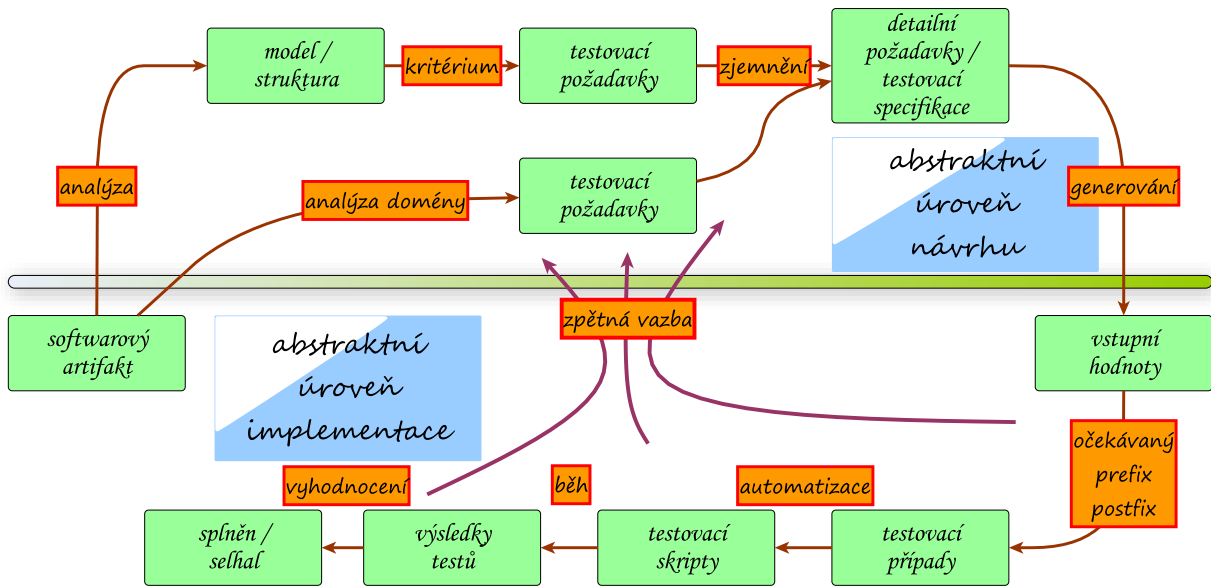 model /
struktura
kritérium
testovací
požadavky
zjemnění
detailní
požadavky /
testovací
specifikace
analýza
analýza domény
testovací
požadavky
abstraktní
úroveň
návrhu
generování
softwarový
artifakt
abstraktní
úroveň
implementace
zpětná vazba
vstupní
hodnoty
očekávaný
prefix
postfix
vyhodnocení
běh
automatizace
splněn /
selhal
výsledky
testů
testovací
skripty
testovací
případy